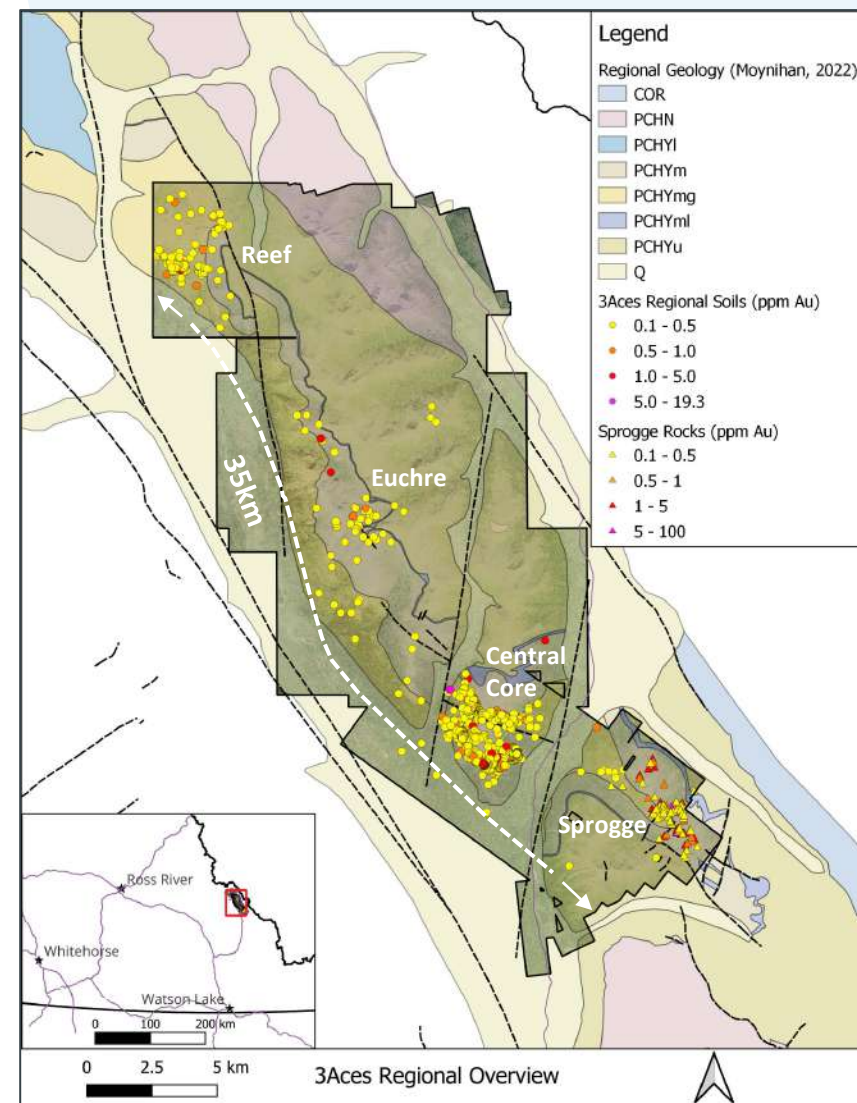 Legend
Regional Geology (Moynihan, 2022)
COR
PCHN
PCHYl
PCHYm
PCHYmg
PCHYml
PCHYu
Q
3Aces Regional Soils (ppm Au)
0.1 - 0.5
0.5 - 1.0
1.0 - 5.0
5.0 - 19.3
Sprogge Rocks (ppm Au)
0.1 - 0.5
0.5 - 1
1 - 5
5 - 100
Reef
35km
Euchre
Central
Core
Sprogge
Ross River
Whitehorse
Watson Lake
0 100 200 km
0 2.5 5 km
3Aces Regional Overview